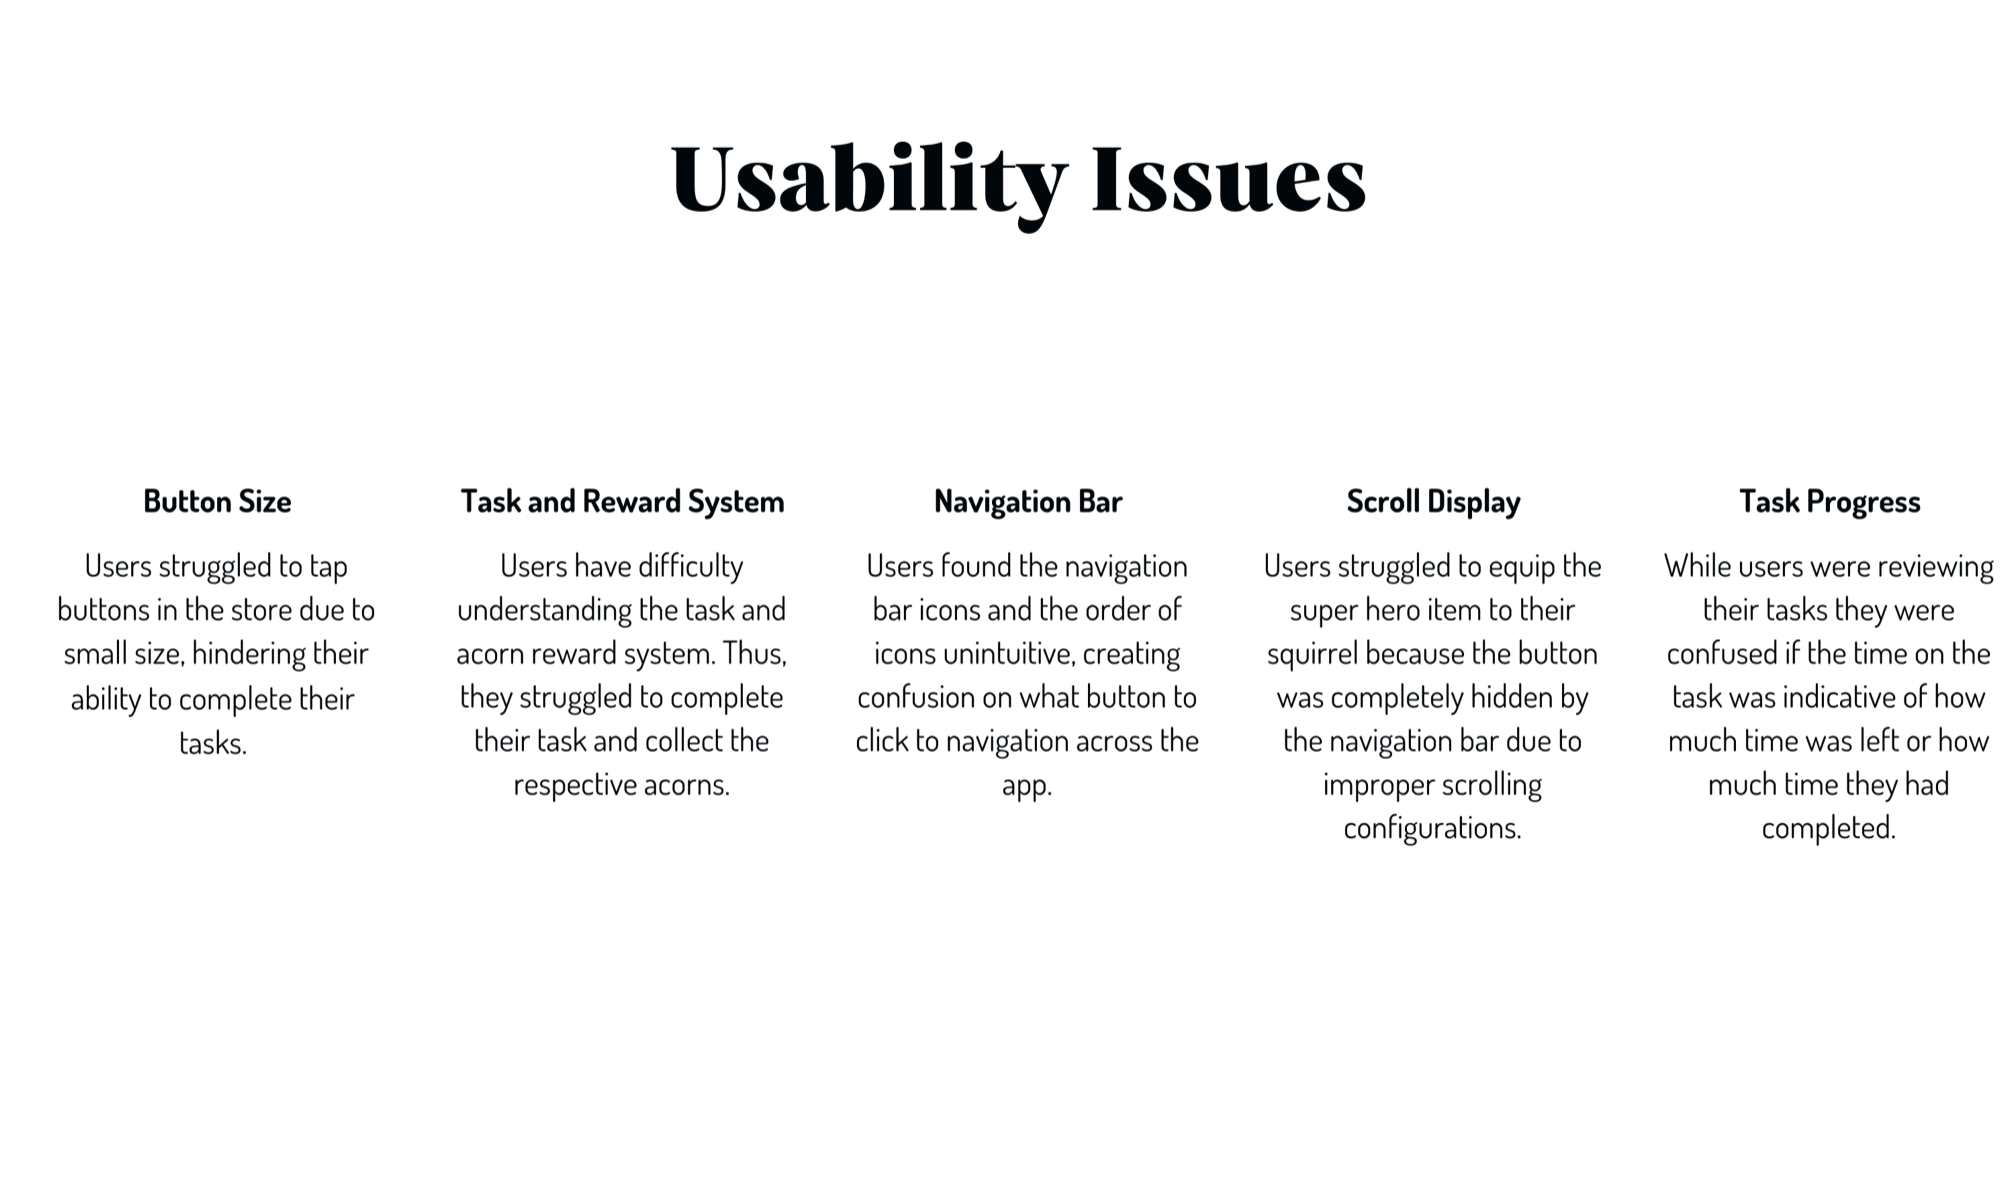 Usability Issues
Button Size
Users struggled to tap
buttons in the store due to
small size, hindering their
ability to complete their
tasks.
Task and Reward System
Users have difficulty
understanding the task and
acorn reward system. Thus,
they struggled to complete
their task and collect the
respective acorns.
Navigation Bar
Users found the navigation
bar icons and the order of
icons unintuitive, creating
confusion on what button to
click to navigation across the
app.
Scroll Display
Users struggled to equip the
super hero item to their
squirrel because the button
was completely hidden by
the navigation bar due to
improper scrolling
configurations.
Task Progress
While users were reviewing
their tasks they were
confused if the time on the
task was indicative of how
much time was left or how
much time they had
completed.